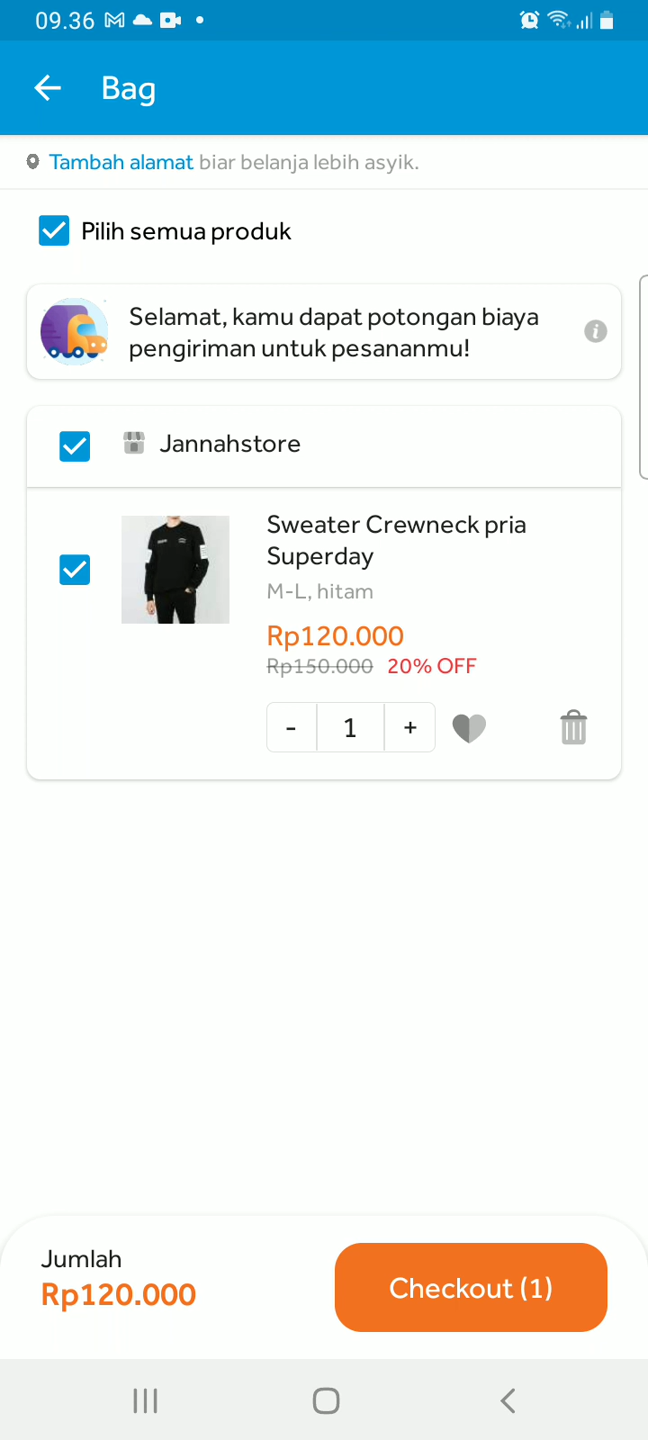 09.36
Bag
Tambah alamat biar belanja lebih asyik.
Pilih semua produk
Selamat, kamu dapat potongan biaya
pengiriman untuk pesananmu!
Jannahstore
Sweater Crewneck pria
Superday
M-L, hitam
Rp120.000
Rp150.000 20% OFF
- 1 +
Jumlah
Rp120.000
Checkout (1)